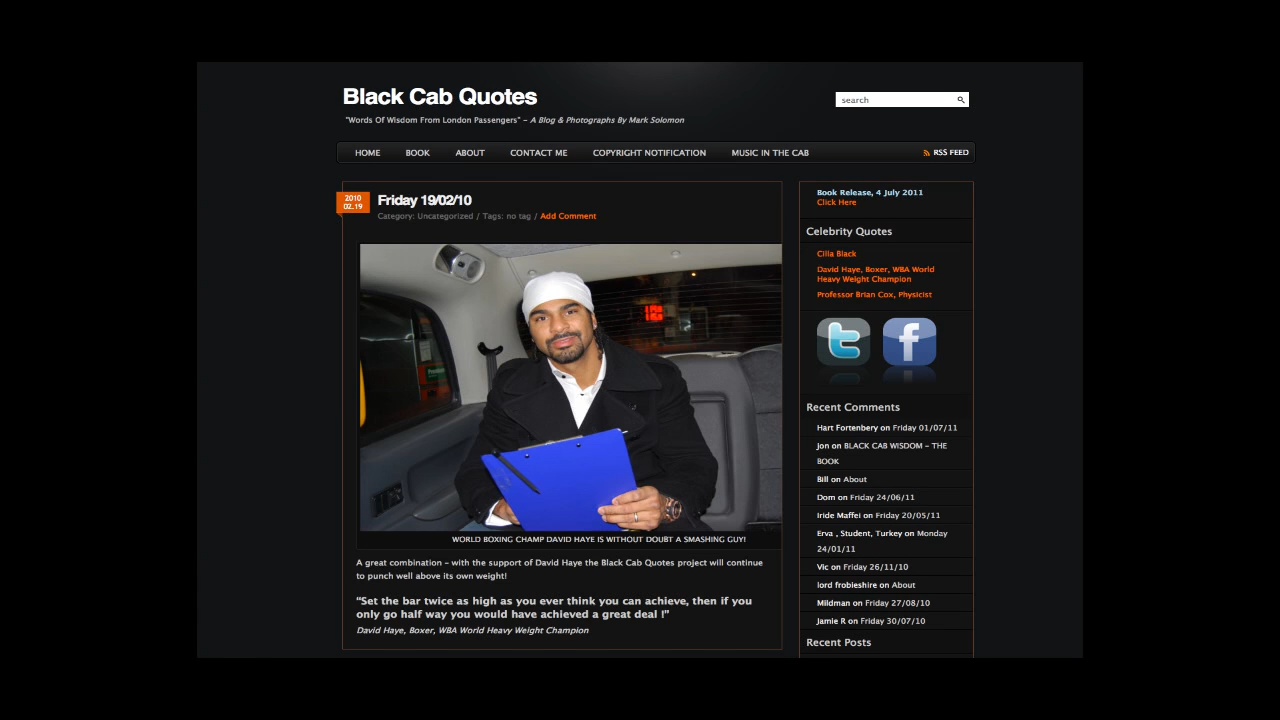 Black Cab Quotes
search
"Words Of Wisdom From London Passengers" – A Blog & Photographs By Mark Solomon
HOME
BOOK
ABOUT
CONTACT ME
COPYRIGHT NOTIFICATION
MUSIC IN THE CAB
RSS FEED
2010
02.19
Friday 19/02/10
Category: Uncategorized / Tags: no tag / Add Comment
WORLD BOXING CHAMP DAVID HAYE IS WITHOUT DOUBT A SMASHING GUY!
A great combination – with the support of David Haye the Black Cab Quotes project will continue
to punch well above its own weight!
"Set the bar twice as high as you ever think you can achieve, then if you
only go half way you would have achieved a great deal !"
David Haye, Boxer, WBA World Heavy Weight Champion
Book Release, 4 July 2011
Click Here
Celebrity Quotes
Cilla Black
David Haye, Boxer, WBA World
Heavy Weight Champion
Professor Brian Cox, Physicist
Recent Comments
Hart Fortenbery on Friday 01/07/11
Jon on BLACK CAB WISDOM – THE
BOOK
Bill on About
Dom on Friday 24/06/11
Iride Maffei on Friday 20/05/11
Erva , Student, Turkey on Monday
24/01/11
Vic on Friday 26/11/10
lord frobieshire on About
Mildman on Friday 27/08/10
Jamie R on Friday 30/07/10
Recent Posts